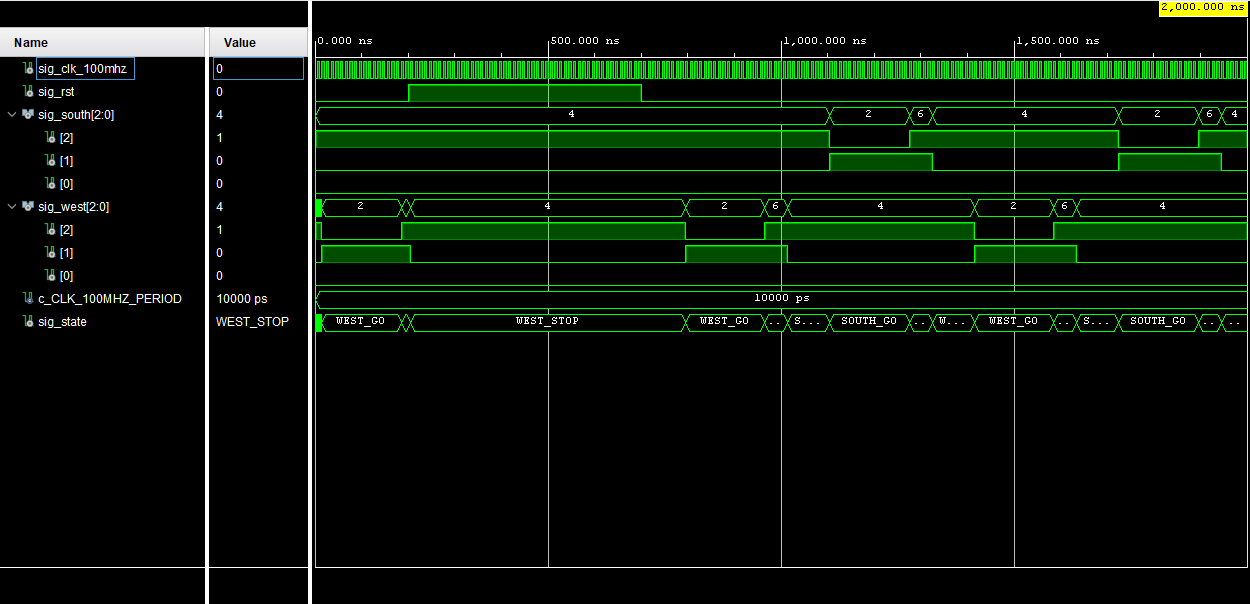 2,000.000 ns
Name Value
0.000 ns 500.000 ns 1,000.000 ns 1,500.000 ns
sig_clk_100mhz 0
sig_rst 0
sig_south[2:0] 4 4 2 6 4 2 6 4
[2] 1
[1] 0
[0] 0
sig_west[2:0] 4 2 4 2 6 4 2 6 4
[2] 1
[1] 0
[0] 0
c_CLK_100MHZ_PERIOD 10000 ps 10000 ps
sig_state WEST_STOP WEST_GO WEST_STOP WEST_GO ... S... SOUTH_GO ... W... WEST_GO ... S... SOUTH_GO ... ...